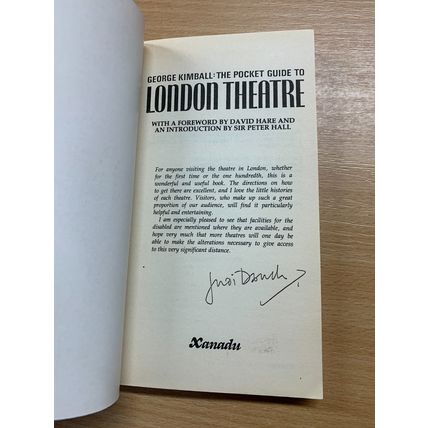 GEORGE KIMBALL: THE POCKET GUIDE TO
LONDON THEATRE
WITH A FOREWORD BY DAVID HARE AND
AN INTRODUCTION BY SIR PETER HALL
For anyone visiting the theatre in London, whether
for the first time or the one hundredth, this is a
wonderful and useful book. The directions on how
to get there are excellent, and I love the little histories
of each theatre. Visitors, who make up such a great
proportion of our audience, will find it particularly
helpful and entertaining.
I am especially pleased to see that facilities for the
disabled are mentioned where they are available, and
hope very much that more theatres will one day be
able to make the alterations necessary to give access
to this very significant distance.
Judi Dench
Xanadu